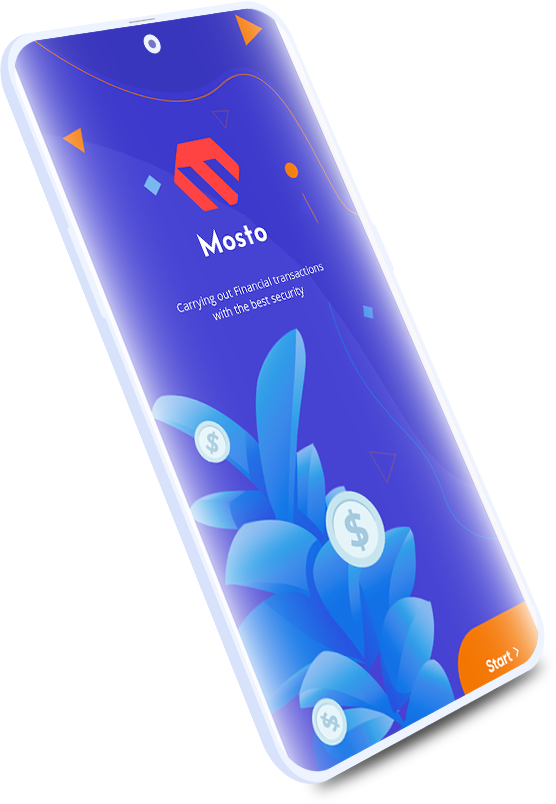 Mosto
Carrying out Financial transactions
with the best security
$
$
$
Start >